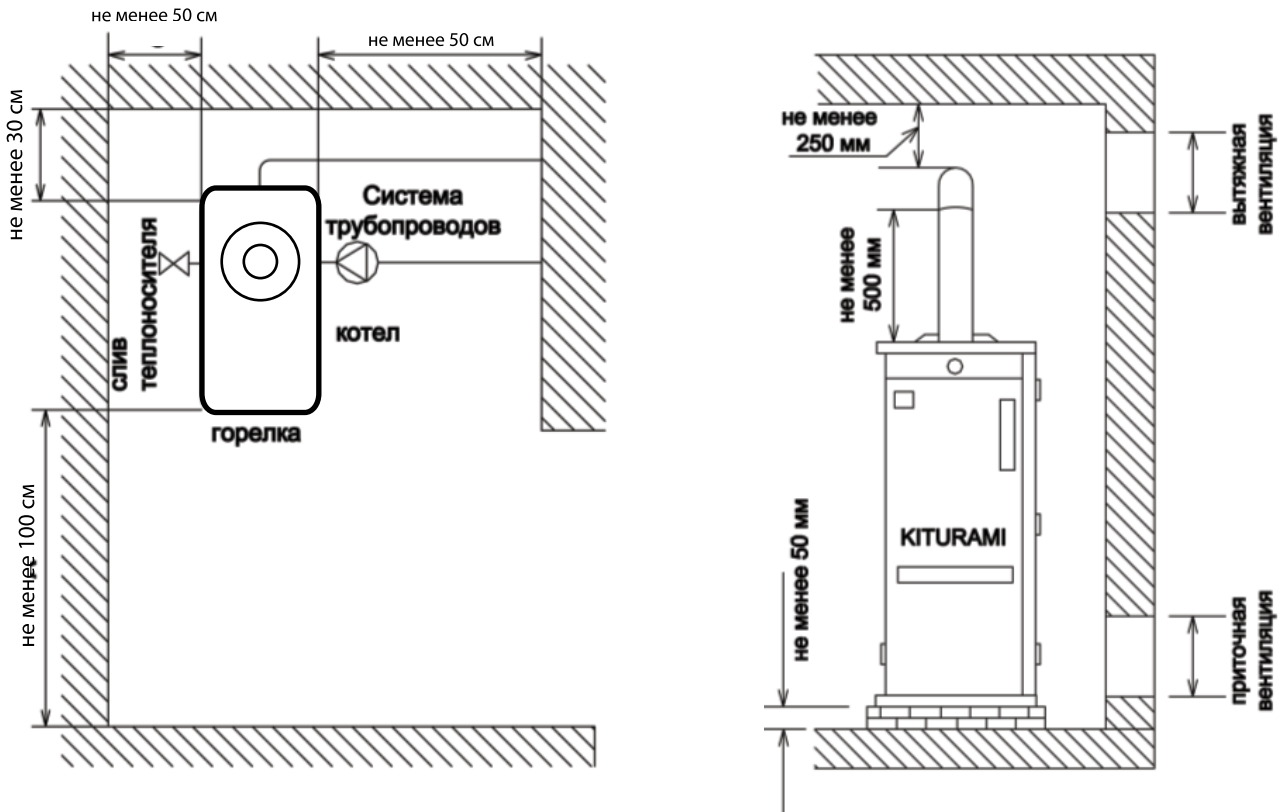 не менее 50 см
не менее 50 см
не менее 30 см
Система
трубопроводов
слив
теплоносителя
котел
горелка
не менее 100 см
не менее
250 мм
вытяжная
вентиляция
не менее
500 мм
KITURAMI
не менее 50 мм
приточная
вентиляция